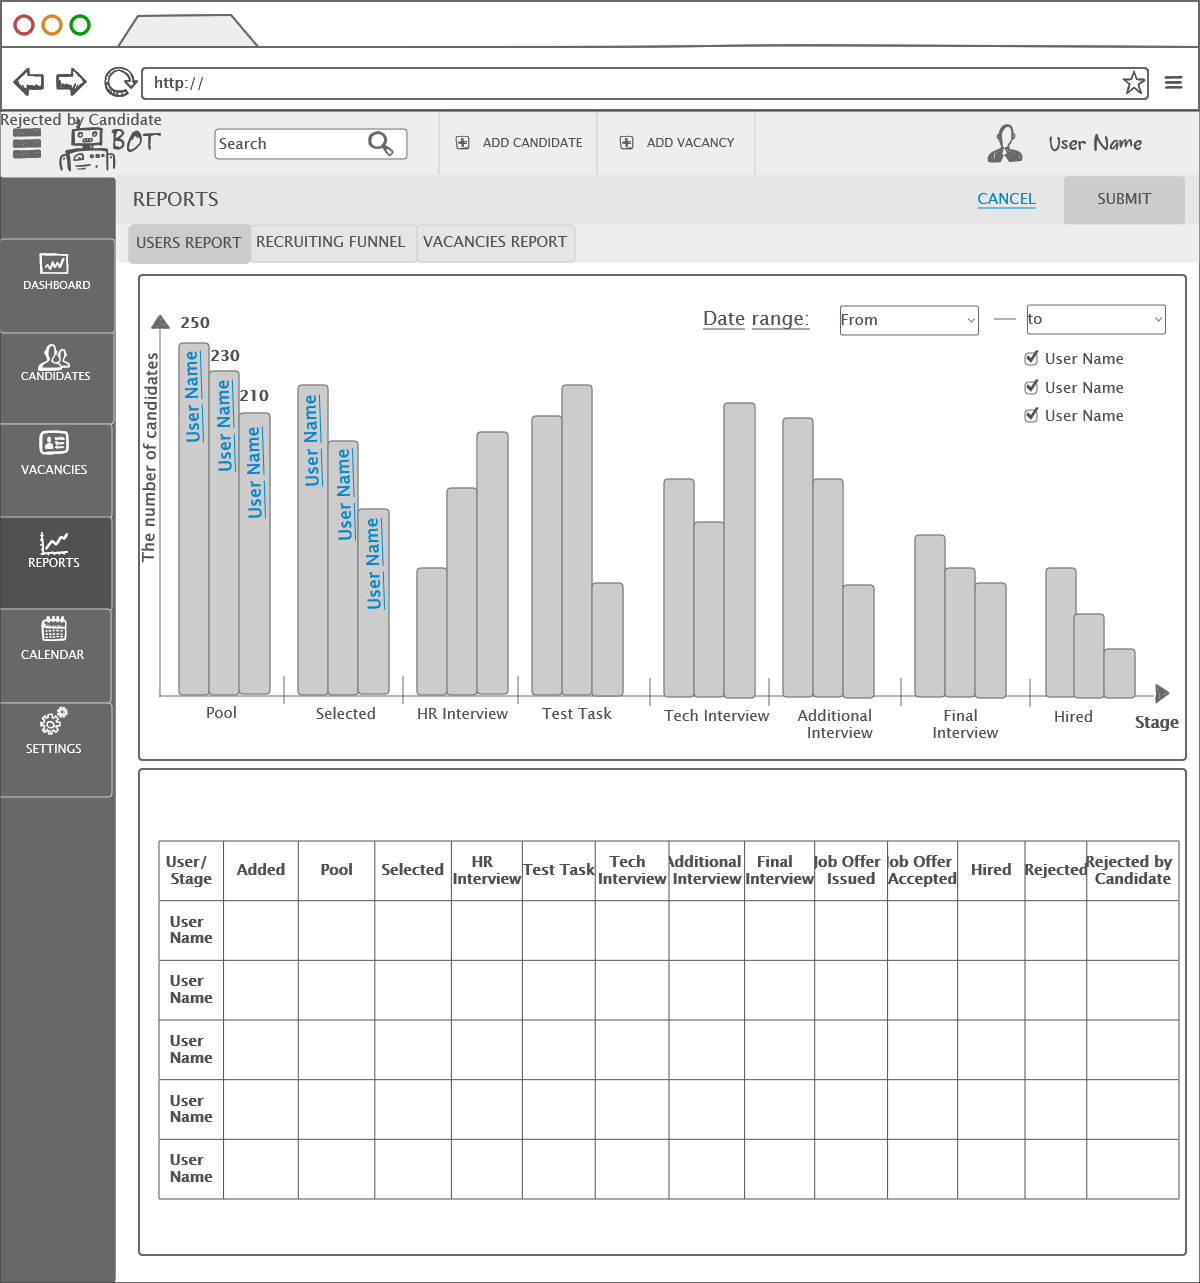 http://
Rejected by Candidate
BOT
Search
ADD CANDIDATE
ADD VACANCY
User Name
REPORTS
CANCEL
SUBMIT
USERS REPORT
RECRUITING FUNNEL
VACANCIES REPORT
DASHBOARD
CANDIDATES
VACANCIES
REPORTS
CALENDAR
SETTINGS
Date range:
From
to
User Name
User Name
User Name
The number of candidates
250
230
210
User Name
User Name
User Name
User Name
User Name
User Name
Pool
Selected
HR Interview
Test Task
Tech Interview
Additional
Interview
Final
Interview
Hired
Stage
User/
Stage
Added
Pool
Selected
HR
Interview
Test Task
Tech
Interview
Additional
Interview
Final
Interview
Job Offer
Issued
ob Offer
Accepted
Hired
Rejected
Rejected by
Candidate
User
Name
User
Name
User
Name
User
Name
User
Name